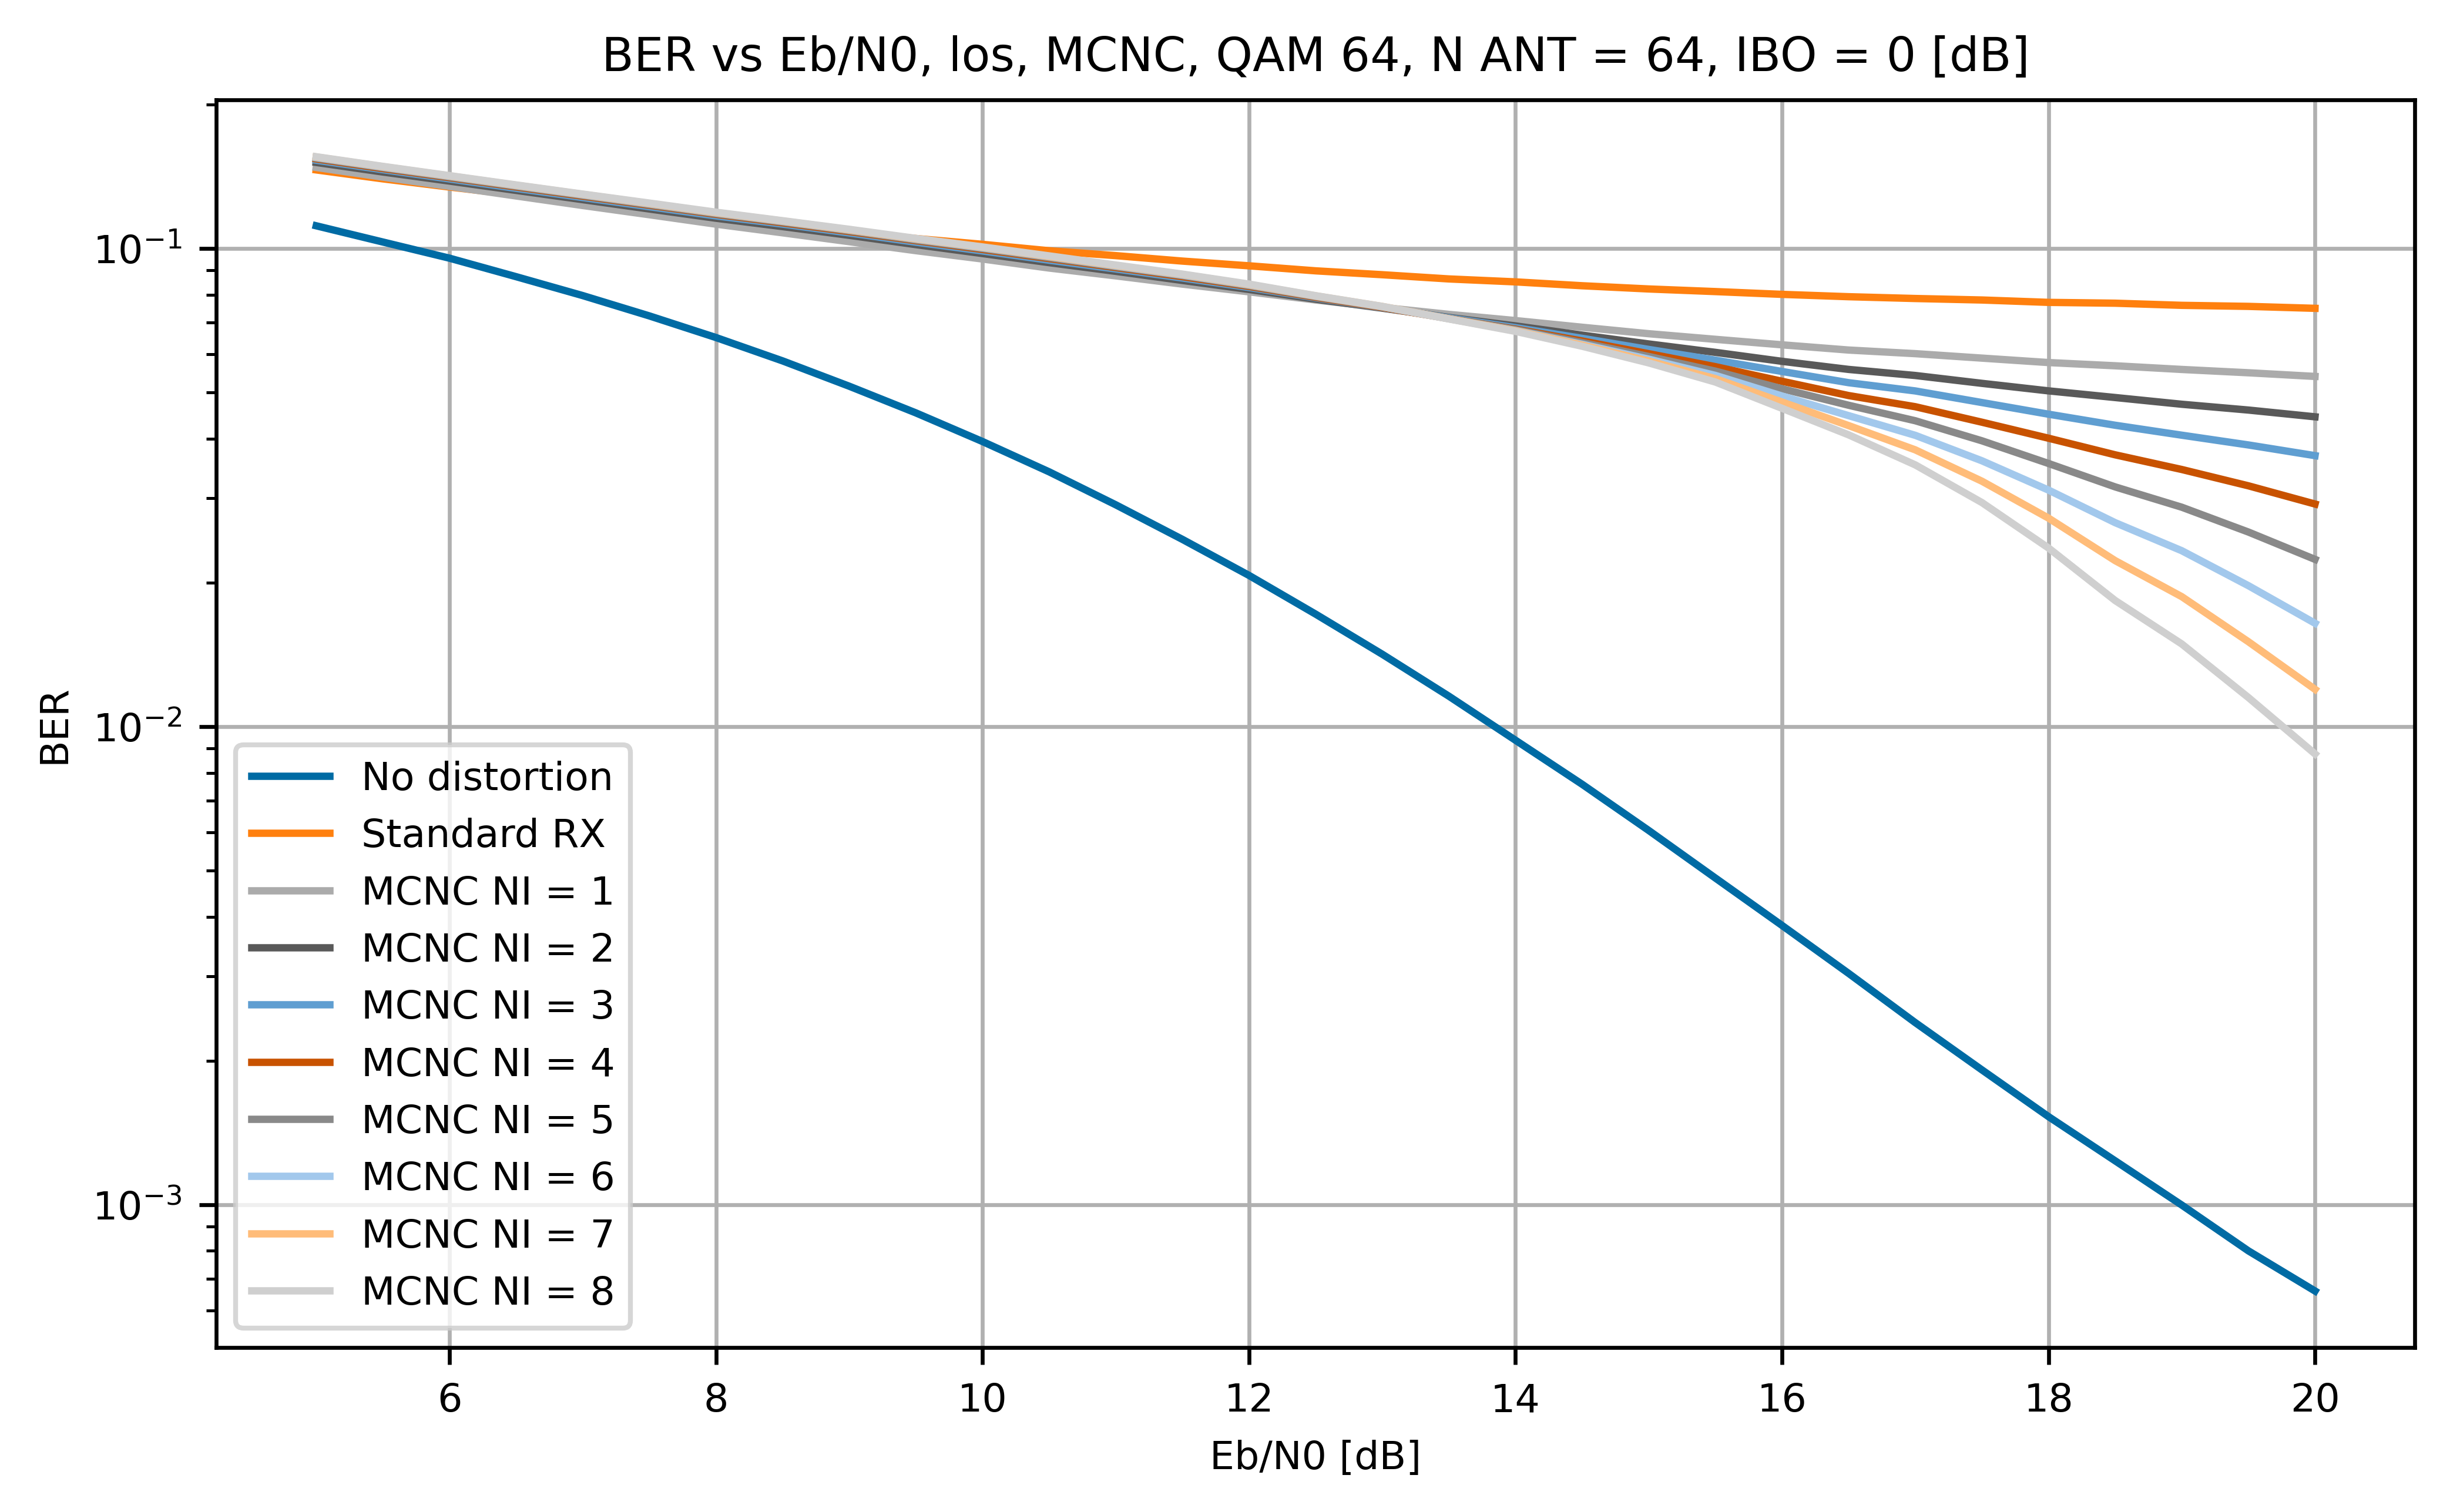 BER vs Eb/N0, los, MCNC, QAM 64, N ANT = 64, IBO = 0 [dB]
BER
10⁻¹
10⁻²
10⁻³
No distortion
Standard RX
MCNC NI = 1
MCNC NI = 2
MCNC NI = 3
MCNC NI = 4
MCNC NI = 5
MCNC NI = 6
MCNC NI = 7
MCNC NI = 8
6 8 10 12 14 16 18 20
Eb/N0 [dB]